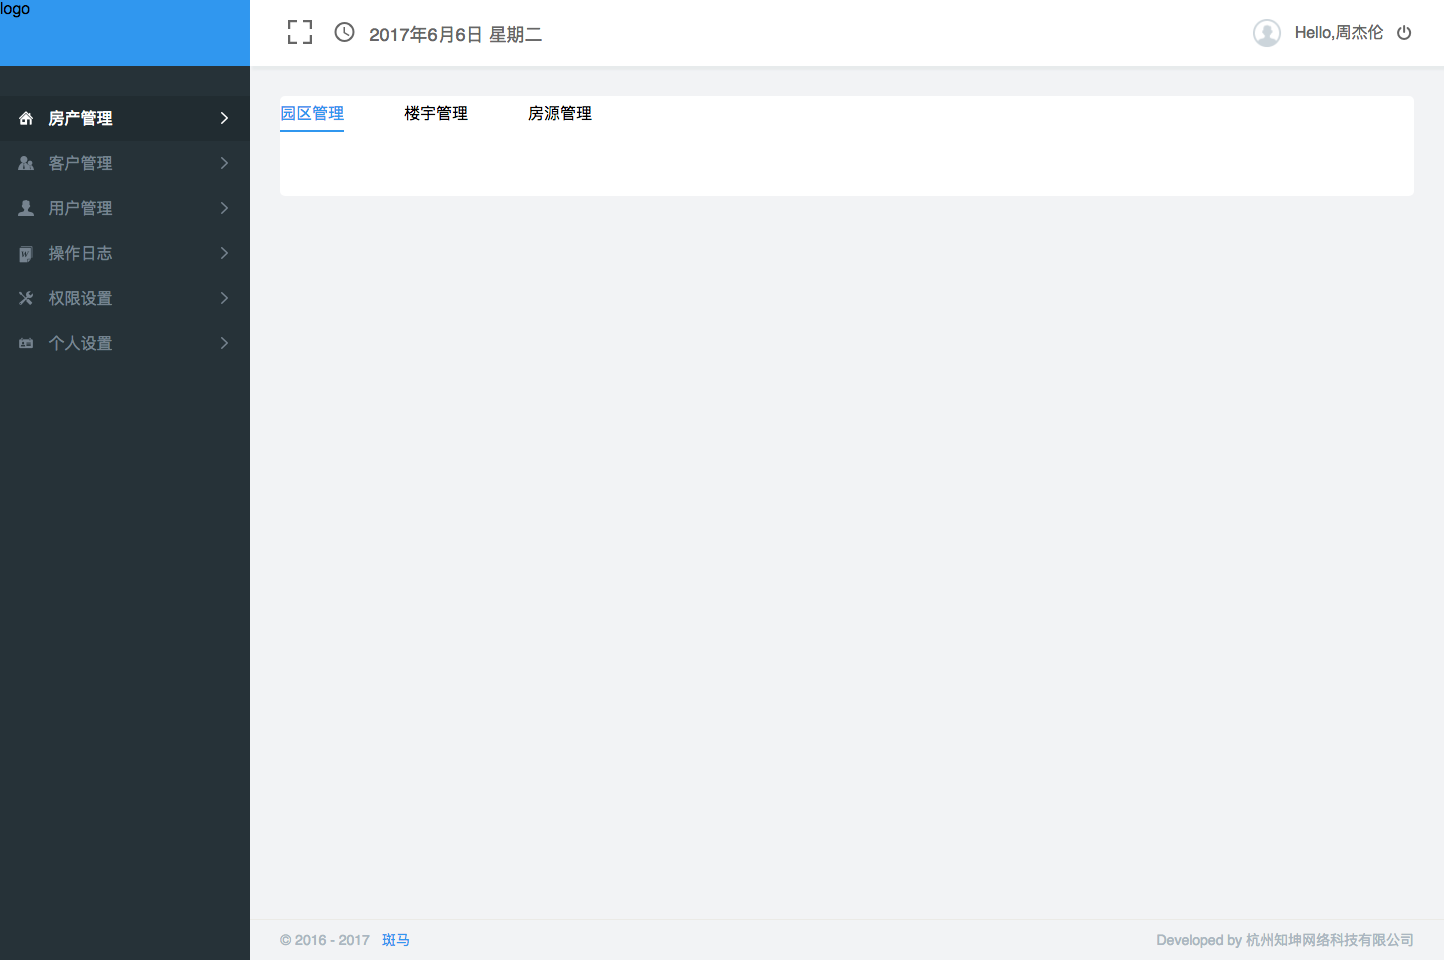 logo
2017年6月6日 星期二
Hello,周杰伦
房产管理
客户管理
用户管理
操作日志
权限设置
个人设置
园区管理 楼宇管理 房源管理
© 2016 - 2017 斑马
Developed by 杭州知坤网络科技有限公司